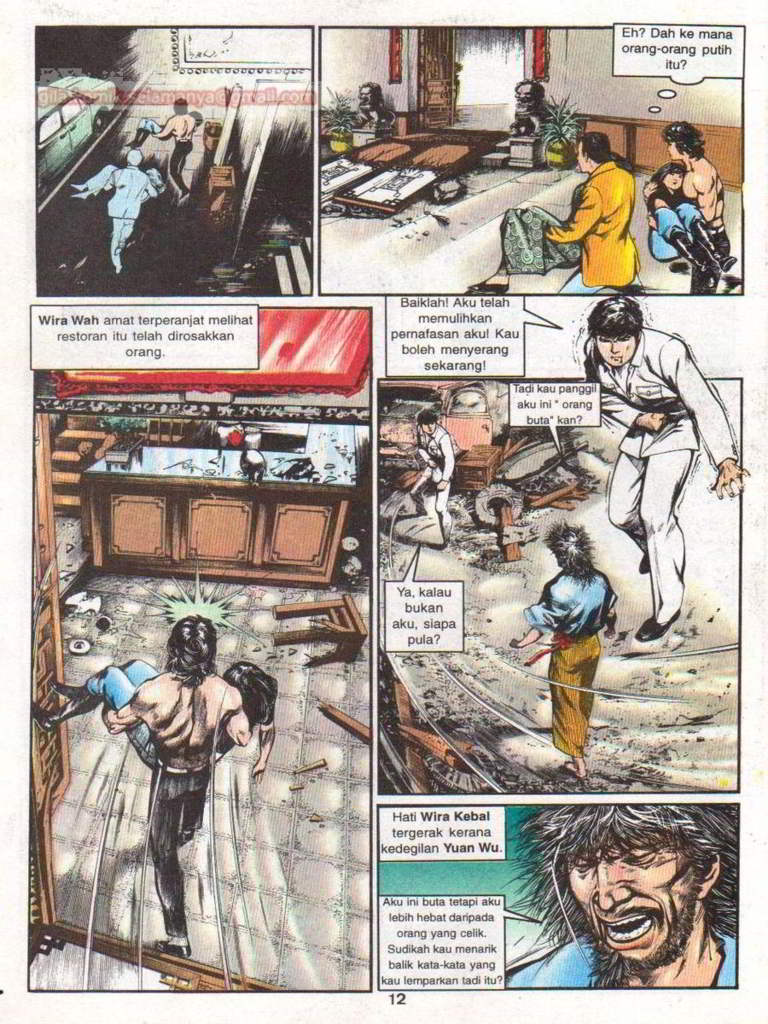 gilakomikselamanya@gmail.com
Eh? Dah ke mana
orang-orang putih
itu?
Wira Wah amat terperanjat melihat
restoran itu telah dirosakkan
orang.
Baiklah! Aku telah
memulihkan
pernafasan aku! Kau
boleh menyerang
sekarang!
Tadi kau panggil
aku ini " orang
buta" kan?
Ya, kalau
bukan
aku, siapa
pula?
Hati Wira Kebal
tergerak kerana
kedegilan Yuan Wu.
Aku ini buta tetapi aku
lebih hebat daripada
orang yang celik.
Sudikah kau menarik
balik kata-kata yang
kau lemparkan tadi itu?
12